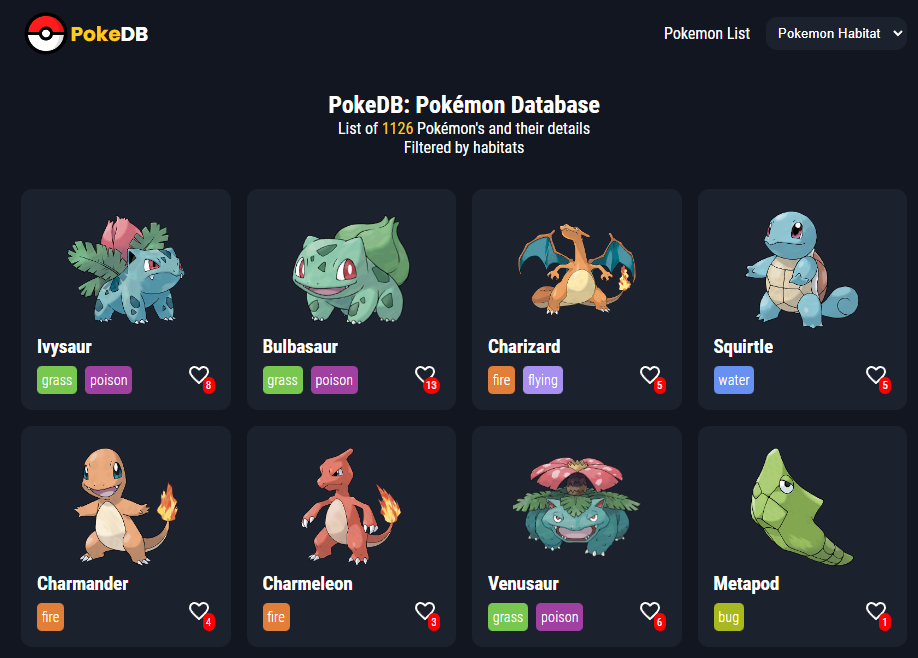 PokeDB
Pokemon List
Pokemon Habitat
PokeDB: Pokémon Database
List of 1126 Pokémon's and their details
Filtered by habitats
Ivysaur
grass poison 8
Bulbasaur
grass poison 13
Charizard
fire flying 5
Squirtle
water 5
Charmander
fire 4
Charmeleon
fire 3
Venusaur
grass poison 6
Metapod
bug 1